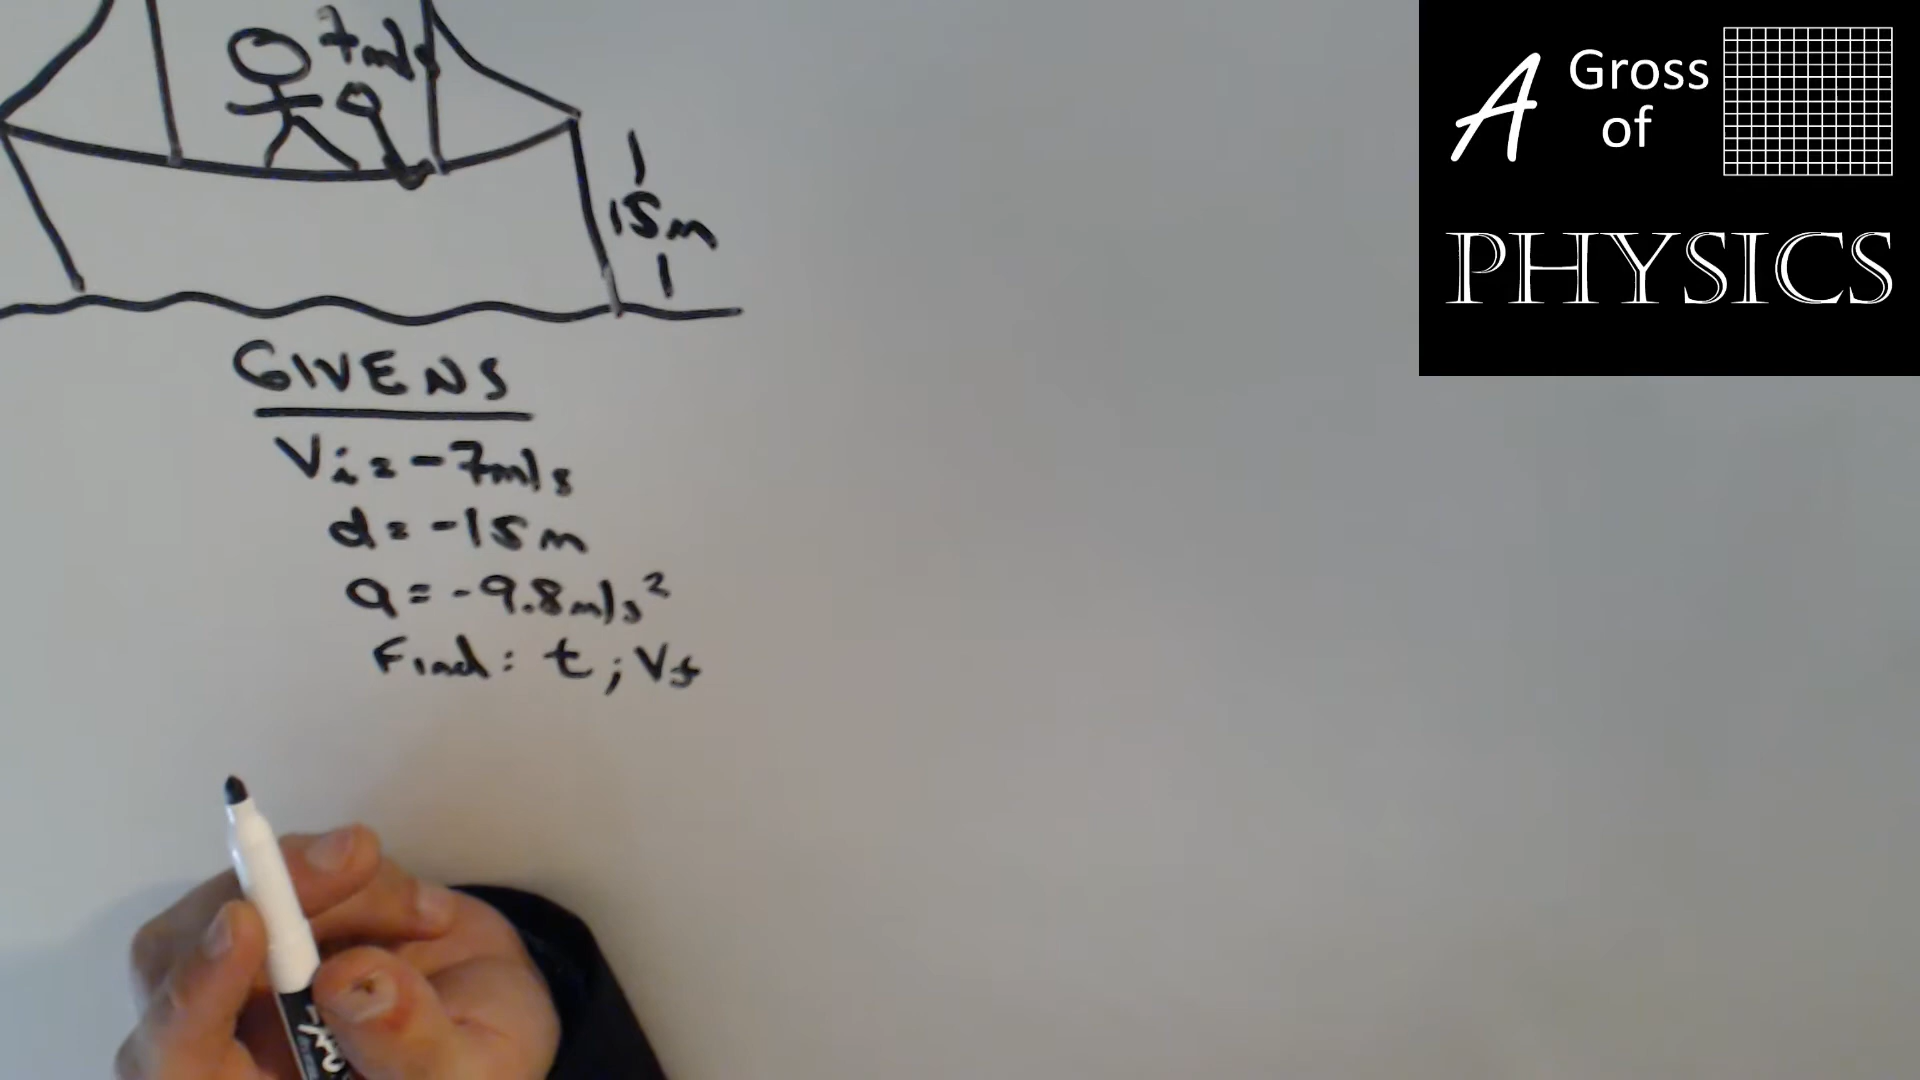 7m/s
15m
GIVENS
Vi = -7m/s
d = -15m
a = -9.8m/s²
Find: t; Vf
A Gross of
PHYSICS